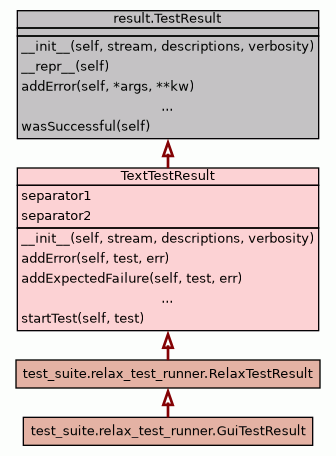 result.TestResult
__init__(self, stream, descriptions, verbosity)
__repr__(self)
addError(self, *args, **kw)
...
wasSuccessful(self)
TextTestResult
separator1
separator2
__init__(self, stream, descriptions, verbosity)
addError(self, test, err)
addExpectedFailure(self, test, err)
...
startTest(self, test)
test_suite.relax_test_runner.RelaxTestResult
test_suite.relax_test_runner.GuiTestResult